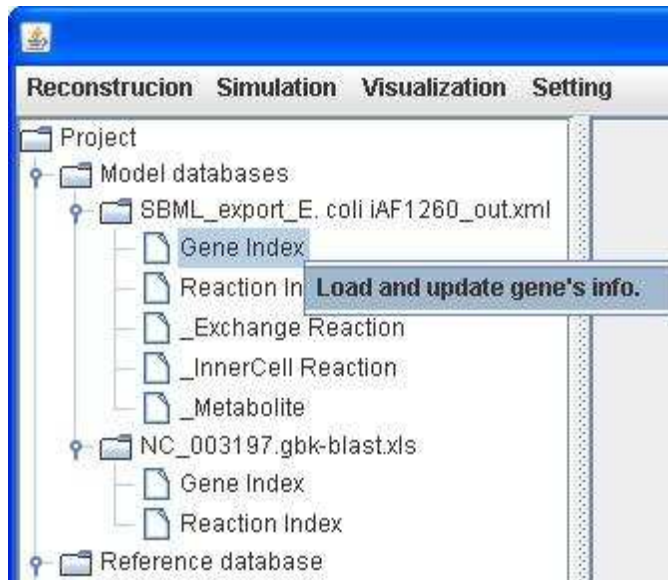 Reconstrucion Simulation Visualization Setting
Project
Model databases
SBML_export_E. coli iAF1260_out.xml
Gene Index
Reaction In
Load and update gene's info.
_Exchange Reaction
_InnerCell Reaction
_Metabolite
NC_003197.gbk-blast.xls
Gene Index
Reaction Index
Reference database